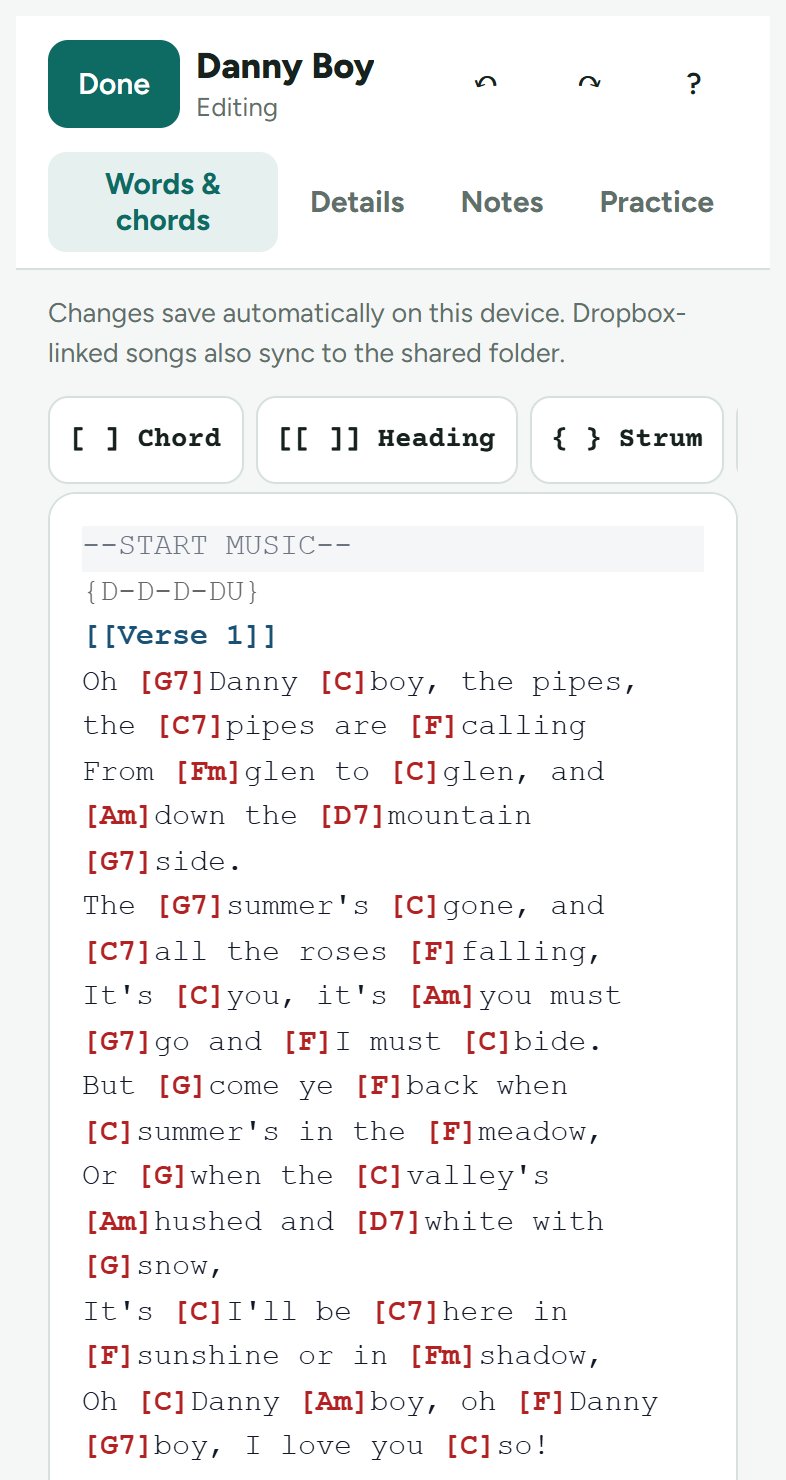 Done
Danny Boy
Editing
?
Words & chords
Details
Notes
Practice
Changes save automatically on this device. Dropbox-
linked songs also sync to the shared folder.
[ ] Chord
[[ ]] Heading
{ } Strum
--START MUSIC--
{D-D-D-DU}
[[Verse 1]]
Oh [G7]Danny [C]boy, the pipes,
the [C7]pipes are [F]calling
From [Fm]glen to [C]glen, and
[Am]down the [D7]mountain
[G7]side.
The [G7]summer's [C]gone, and
[C7]all the roses [F]falling,
It's [C]you, it's [Am]you must
[G7]go and [F]I must [C]bide.
But [G]come ye [F]back when
[C]summer's in the [F]meadow,
Or [G]when the [C]valley's
[Am]hushed and [D7]white with
[G]snow,
It's [C]I'll be [C7]here in
[F]sunshine or in [Fm]shadow,
Oh [C]Danny [Am]boy, oh [F]Danny
[G7]boy, I love you [C]so!